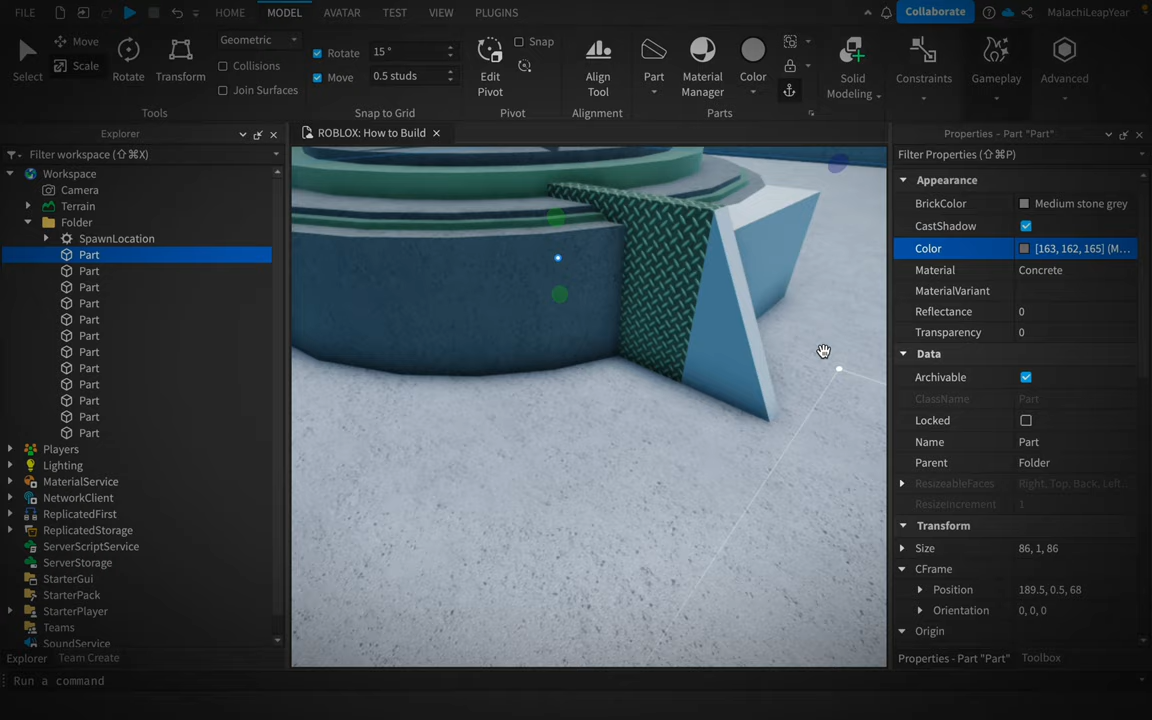 FILE HOME MODEL AVATAR TEST VIEW PLUGINS Collaborate MalachiLeapYear
Select Move Scale Rotate Transform Geometric Collisions Join Surfaces
Tools
Rotate 15 °
Move 0.5 studs
Snap to Grid
Edit Pivot Snap
Pivot
Align Tool
Alignment
Part Material Manager Color
Parts
Solid Modeling Constraints Gameplay Advanced
Explorer
Filter workspace (⇧⌘X)
Workspace
Camera
Terrain
Folder
SpawnLocation
Part
Part
Part
Part
Part
Part
Part
Part
Part
Part
Part
Part
Players
Lighting
MaterialService
NetworkClient
ReplicatedFirst
ReplicatedStorage
ServerScriptService
ServerStorage
StarterGui
StarterPack
StarterPlayer
Teams
SoundService
Explorer Team Create
Run a command
ROBLOX: How to Build
Properties - Part "Part"
Filter Properties (⇧⌘P)
Appearance
BrickColor Medium stone grey
CastShadow
Color [163, 162, 165] (M...
Material Concrete
MaterialVariant
Reflectance 0
Transparency 0
Data
Archivable
ClassName Part
Locked
Name Part
Parent Folder
ResizeableFaces Right, Top, Back, Left...
ResizeIncrement 1
Transform
Size 86, 1, 86
CFrame
Position 189.5, 0.5, 68
Orientation 0, 0, 0
Origin
Properties - Part "Part" Toolbox